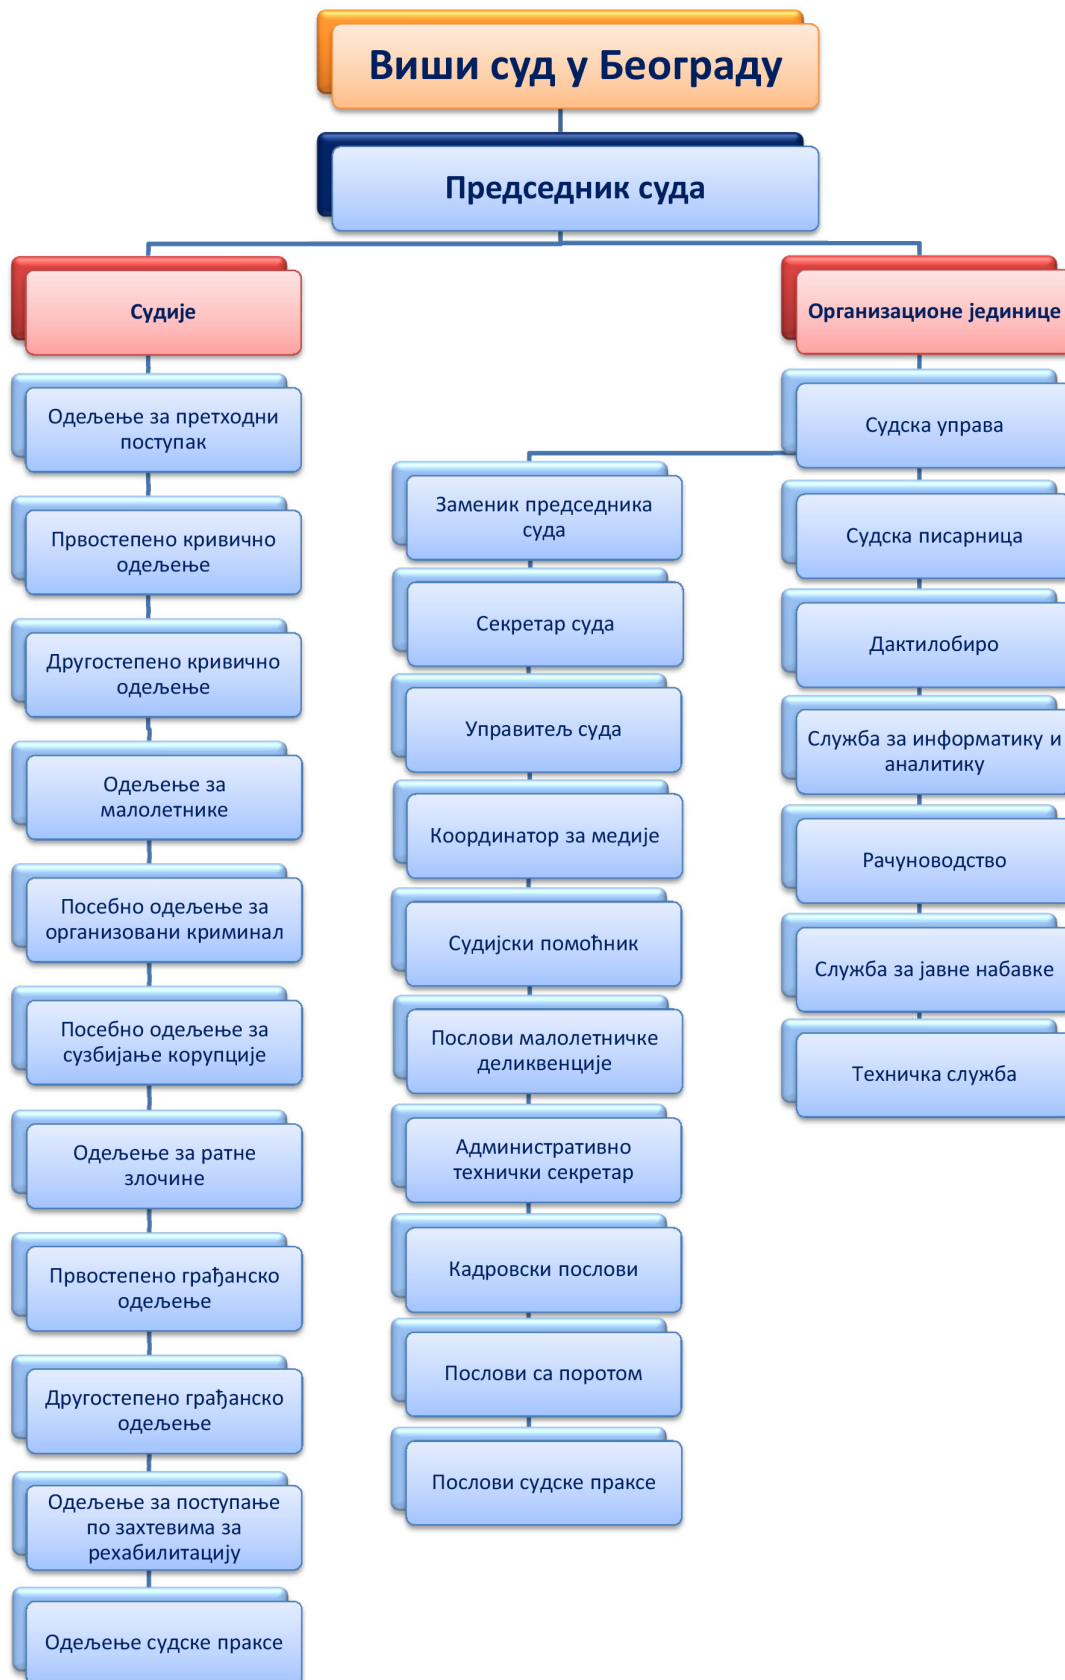 Виши суд у Београду
Председник суда
Судије
Одељење за претходни
поступак
Првостепено кривично
одељење
Другостепено кривично
одељење
Одељење за
малолетнике
Посебно одељење за
организовани криминал
Посебно одељење за
сузбијање корупције
Одељење за ратне
злочине
Првостепено грађанско
одељење
Другостепено грађанско
одељење
Одељење за поступање
по захтевима за
рехабилитацију
Одељење судске праксе
Организационе јединице
Судска управа
Заменик председника
суда
Секретар суда
Управитељ суда
Координатор за медије
Судијски помоћник
Послови малолетничке
деликвенције
Административно
технички секретар
Кадровски послови
Послови са поротом
Послови судске праксе
Судска писарница
Дактилобиро
Служба за информатику и
аналитику
Рачуноводство
Служба за јавне набавке
Техничка служба